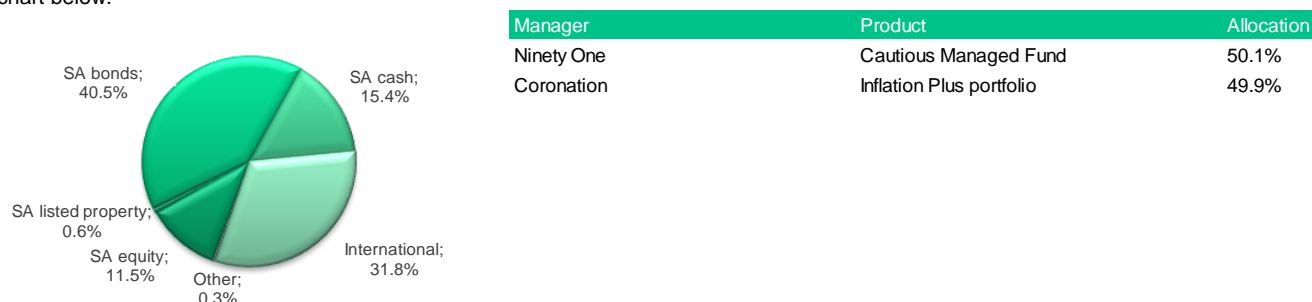 chart below.
SA bonds;
40.5%
SA cash;
15.4%
SA listed property;
0.6%
SA equity;
11.5%
Other;
0.3%
International;
31.8%
Manager Product Allocation
Ninety One Cautious Managed Fund 50.1%
Coronation Inflation Plus portfolio 49.9%